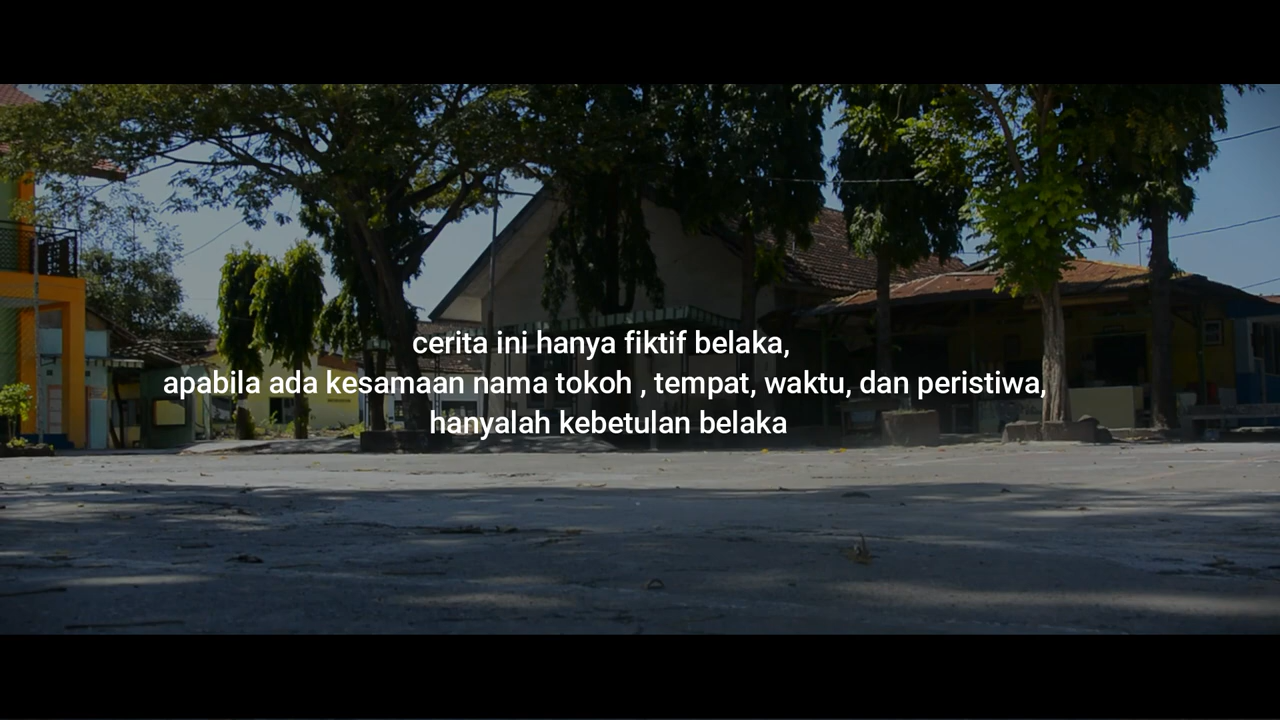 cerita ini hanya fiktif belaka,
apabila ada kesamaan nama tokoh , tempat, waktu, dan peristiwa,
hanyalah kebetulan belaka